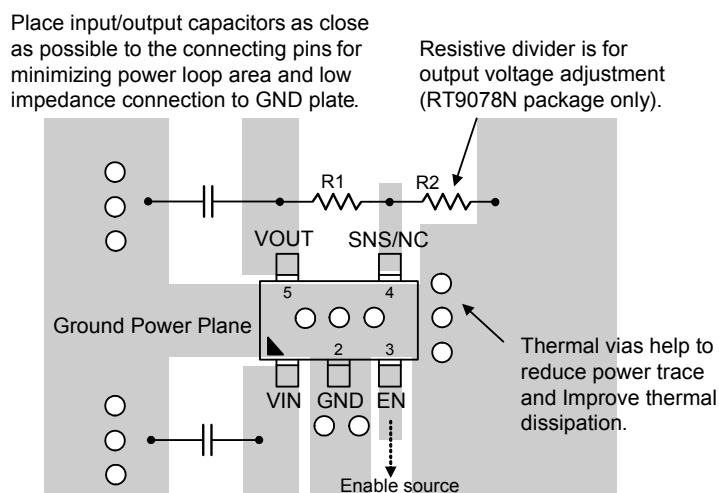 Place input/output capacitors as close
as possible to the connecting pins for
minimizing power loop area and low
impedance connection to GND plate.
Resistive divider is for
output voltage adjustment
(RT9078N package only).
R1
R2
VOUT
SNS/NC
5
4
Ground Power Plane
2
3
VIN
GND
EN
Thermal vias help to
reduce power trace
and Improve thermal
dissipation.
Enable source